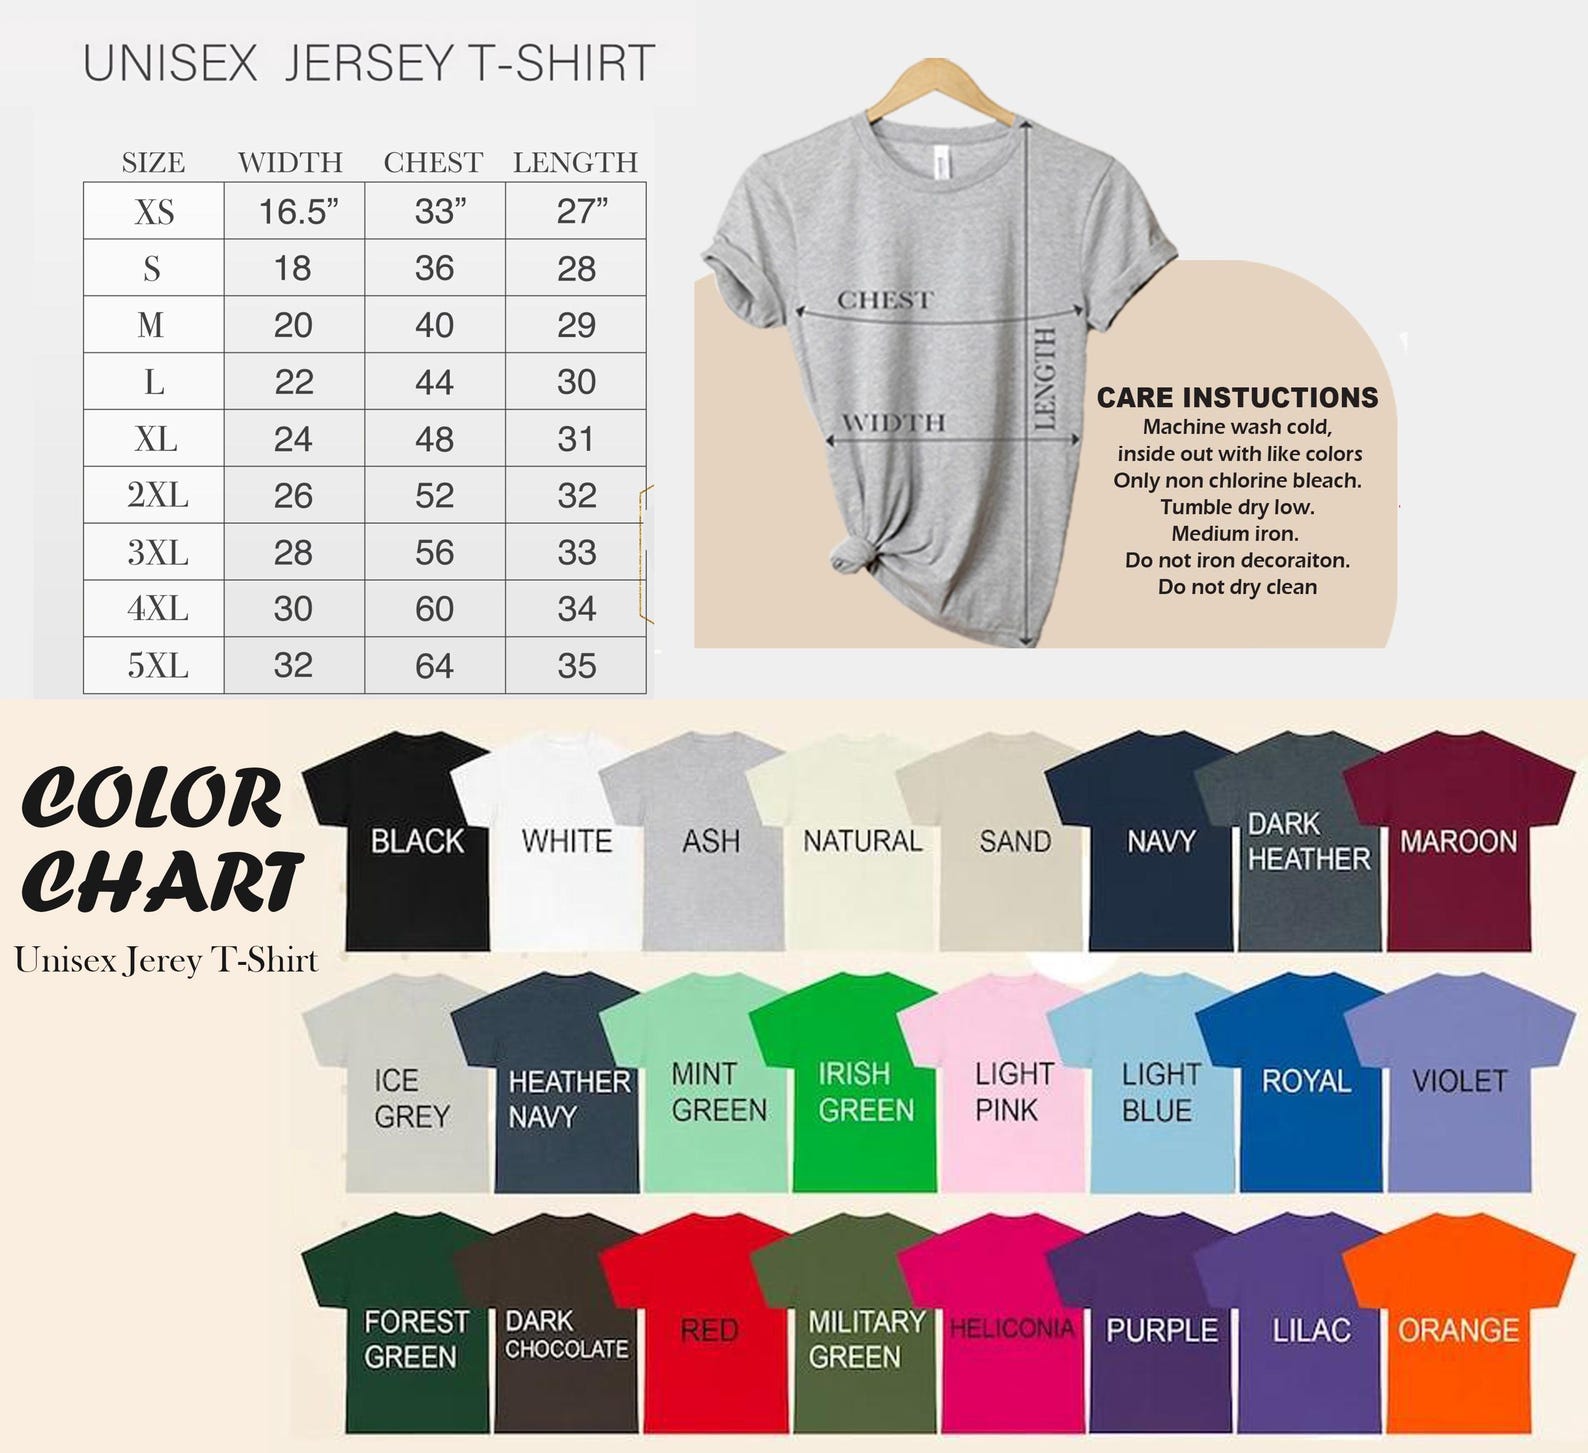 UNISEX JERSEY T-SHIRT
SIZE WIDTH CHEST LENGTH
XS 16.5” 33” 27”
S 18 36 28
M 20 40 29
L 22 44 30
XL 24 48 31
2XL 26 52 32
3XL 28 56 33
4XL 30 60 34
5XL 32 64 35
CHEST
WIDTH
LENGTH
CARE INSTUCTIONS
Machine wash cold,
inside out with like colors
Only non chlorine bleach.
Tumble dry low.
Medium iron.
Do not iron decoraiton.
Do not dry clean
COLOR
CHART
Unisex Jerey T-Shirt
BLACK
WHITE
ASH
NATURAL
SAND
NAVY
DARK
HEATHER
MAROON
ICE
GREY
HEATHER
NAVY
MINT
GREEN
IRISH
GREEN
LIGHT
PINK
LIGHT
BLUE
ROYAL
VIOLET
FOREST
GREEN
DARK
CHOCOLATE
RED
MILITARY
GREEN
HELICONIA
PURPLE
LILAC
ORANGE